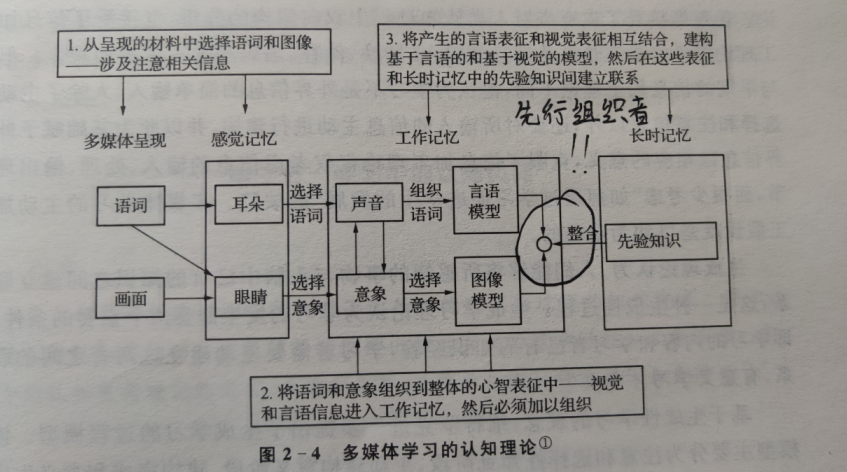 1. 从呈现的材料中选择语词和图像
——涉及注意相关信息
3. 将产生的言语表征和视觉表征相互结合，建构
基于言语的和基于视觉的模型，然后在这些表征
和长时记忆中的先验知识间建立联系
先行组织者
!!
多媒体呈现
感觉记忆
工作记忆
长时记忆
语词
耳朵
选择
语词
声音
组织
语词
言语
模型
整合
先验知识
画面
眼睛
选择
意象
意象
选择
意象
图像
模型
2. 将语词和意象组织到整体的心智表征中——视觉
和言语信息进入工作记忆，然后必须加以组织
图 2-4 多媒体学习的认知理论①